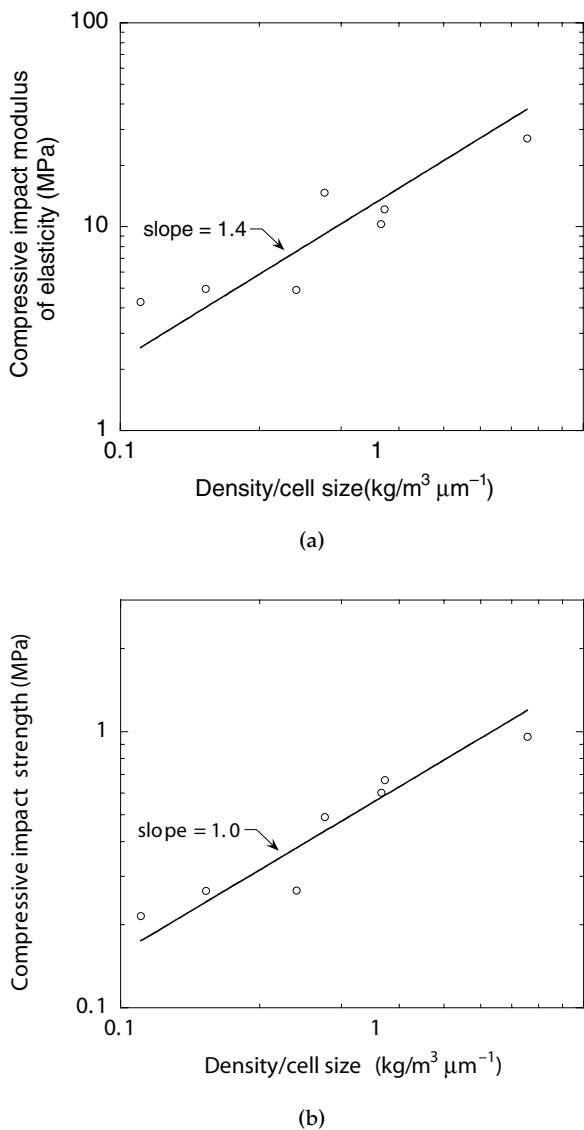 100
Compressive impact modulus
of elasticity (MPa)
10
slope = 1.4
1
0.1
1
Density/cell size(kg/m³ μm⁻¹)
(a)
Compressive impact strength (MPa)
1
slope = 1.0
0.1
0.1
1
Density/cell size (kg/m³ μm⁻¹)
(b)